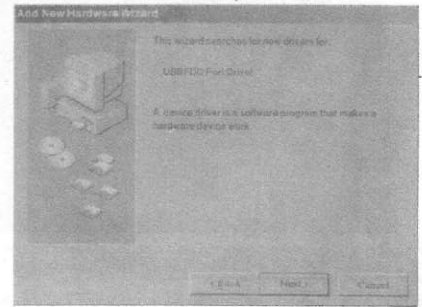 Add New Hardware Wizard
This wizard searches for new drivers for:
USB FDC Port Driver
A device driver is a software program that makes a
hardware device work.
< Back
Next >
Cancel